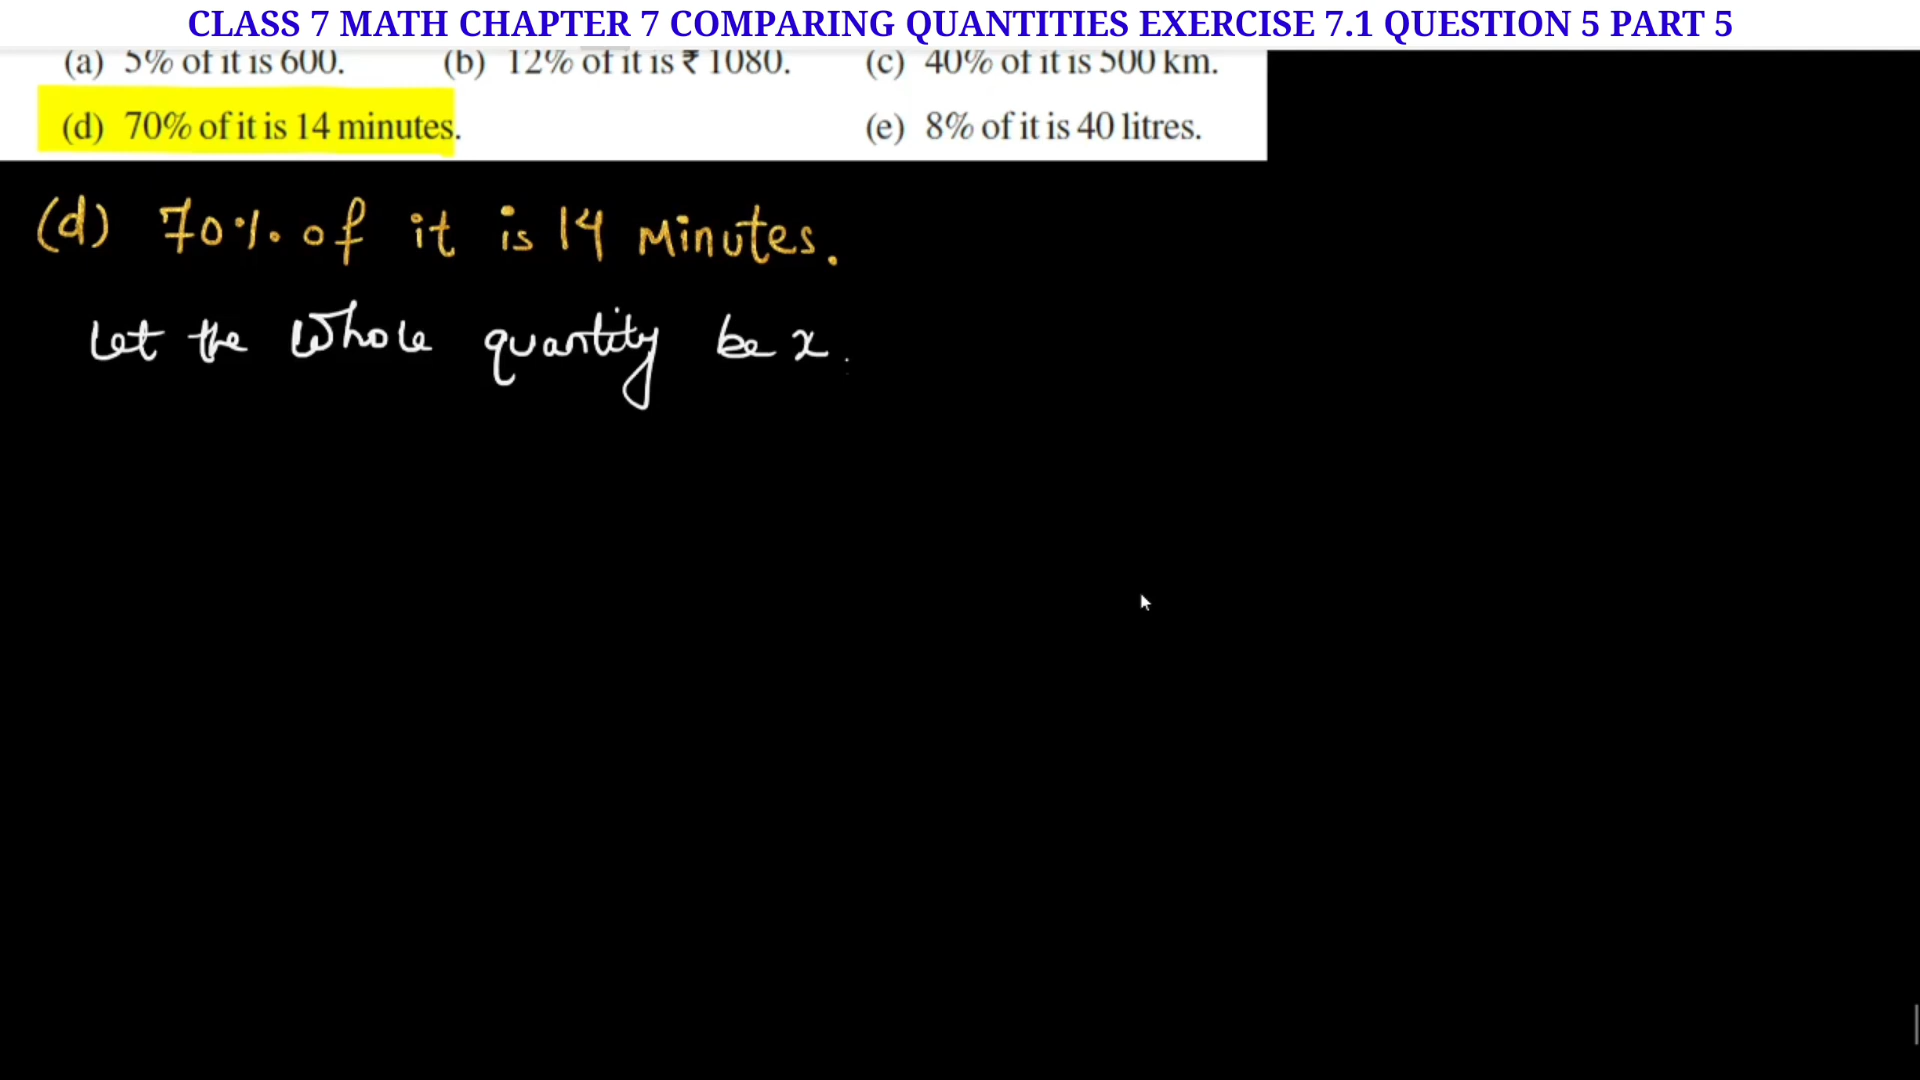 CLASS 7 MATH CHAPTER 7 COMPARING QUANTITIES EXERCISE 7.1 QUESTION 5 PART 5
(a) 5% of it is 600. (b) 12% of it is ₹ 1080. (c) 40% of it is 500 km.
(d) 70% of it is 14 minutes. (e) 8% of it is 40 litres.
(d) 70% of it is 14 Minutes.
Let the Whole quantity be x.